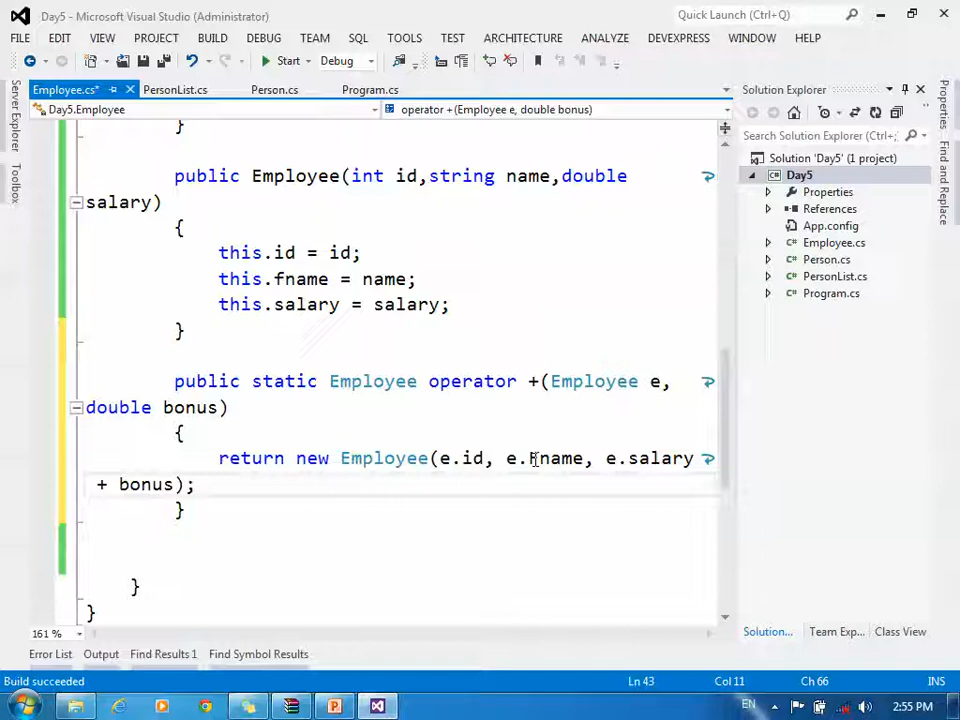 Day5 - Microsoft Visual Studio (Administrator)
Quick Launch (Ctrl+Q)
FILE EDIT VIEW PROJECT BUILD DEBUG TEAM SQL TOOLS TEST ARCHITECTURE ANALYZE DEVEXPRESS WINDOW HELP
Start Debug
Server Explorer
Toolbox
Employee.cs* PersonList.cs Person.cs Program.cs
Day5.Employee operator +(Employee e, double bonus)
}
public Employee(int id,string name,double
salary)
{
this.id = id;
this.fname = name;
this.salary = salary;
}
public static Employee operator +(Employee e,
double bonus)
{
return new Employee(e.id, e.Fname, e.salary
+ bonus);
}
}
}
161 %
Solution Explorer
Search Solution Explorer (Ctrl+;
Solution 'Day5' (1 project)
Day5
Properties
References
App.config
Employee.cs
Person.cs
PersonList.cs
Program.cs
Solution... Team Exp... Class View
Properties
Find and Replace
Error List Output Find Results 1 Find Symbol Results
Build succeeded Ln 43 Col 11 Ch 66 INS
EN 2:55 PM